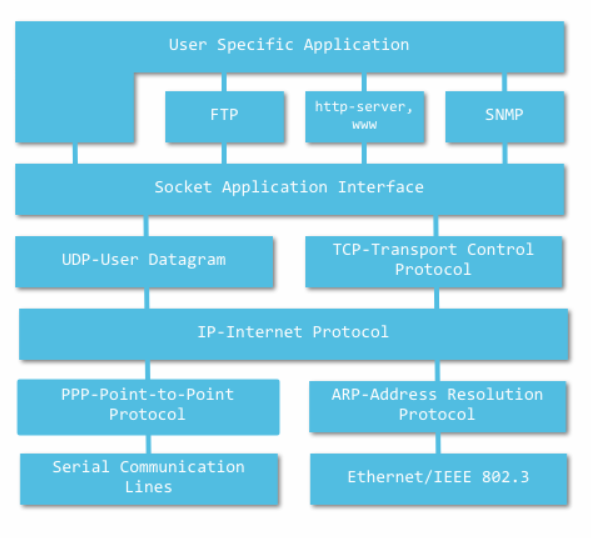 User Specific Application
FTP
http-server,
www
SNMP
Socket Application Interface
UDP-User Datagram
TCP-Transport Control
Protocol
IP-Internet Protocol
PPP-Point-to-Point
Protocol
ARP-Address Resolution
Protocol
Serial Communication
Lines
Ethernet/IEEE 802.3